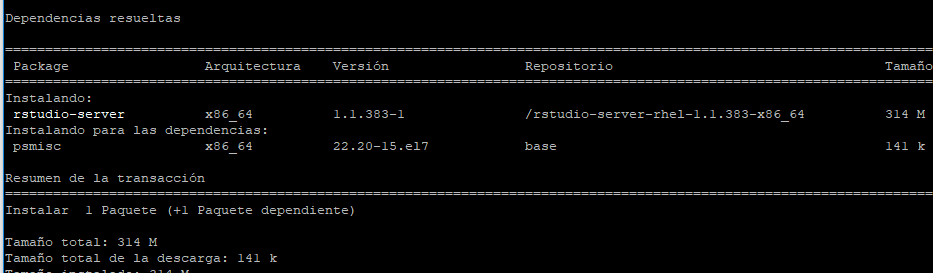 Dependencias resueltas
================================================================================
Package Arquitectura Versión Repositorio Tamaño
================================================================================
Instalando:
rstudio-server x86_64 1.1.383-1 /rstudio-server-rhel-1.1.383-x86_64 314 M
Instalando para las dependencias:
psmisc x86_64 22.20-15.el7 base 141 k
Resumen de la transacción
================================================================================
Instalar 1 Paquete (+1 Paquete dependiente)
Tamaño total: 314 M
Tamaño total de la descarga: 141 k
Tamaño instalado: 314 M